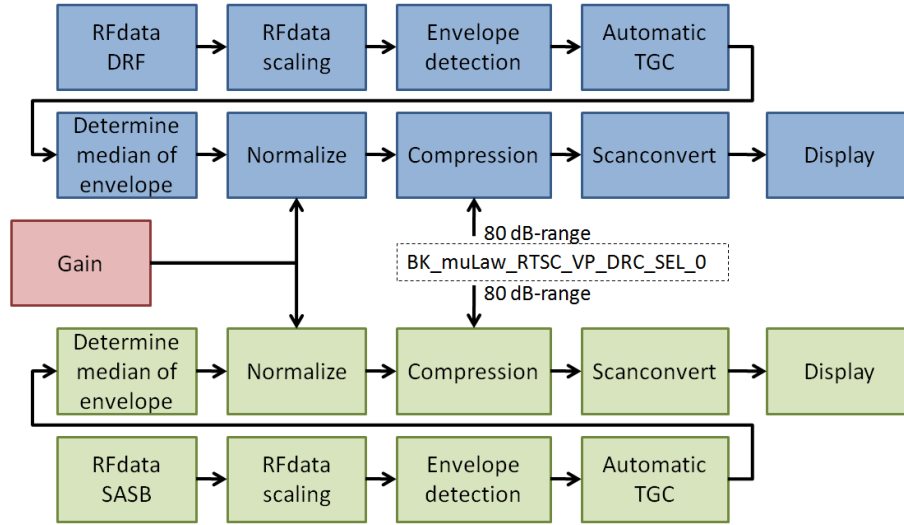 RFdata
DRF
RFdata
scaling
Envelope
detection
Automatic
TGC
Determine
median of
envelope
Normalize
Compression
Scanconvert
Display
Gain
80 dB-range
BK_muLaw_RTSC_VP_DRC_SEL_0
80 dB-range
Determine
median of
envelope
Normalize
Compression
Scanconvert
Display
RFdata
SASB
RFdata
scaling
Envelope
detection
Automatic
TGC